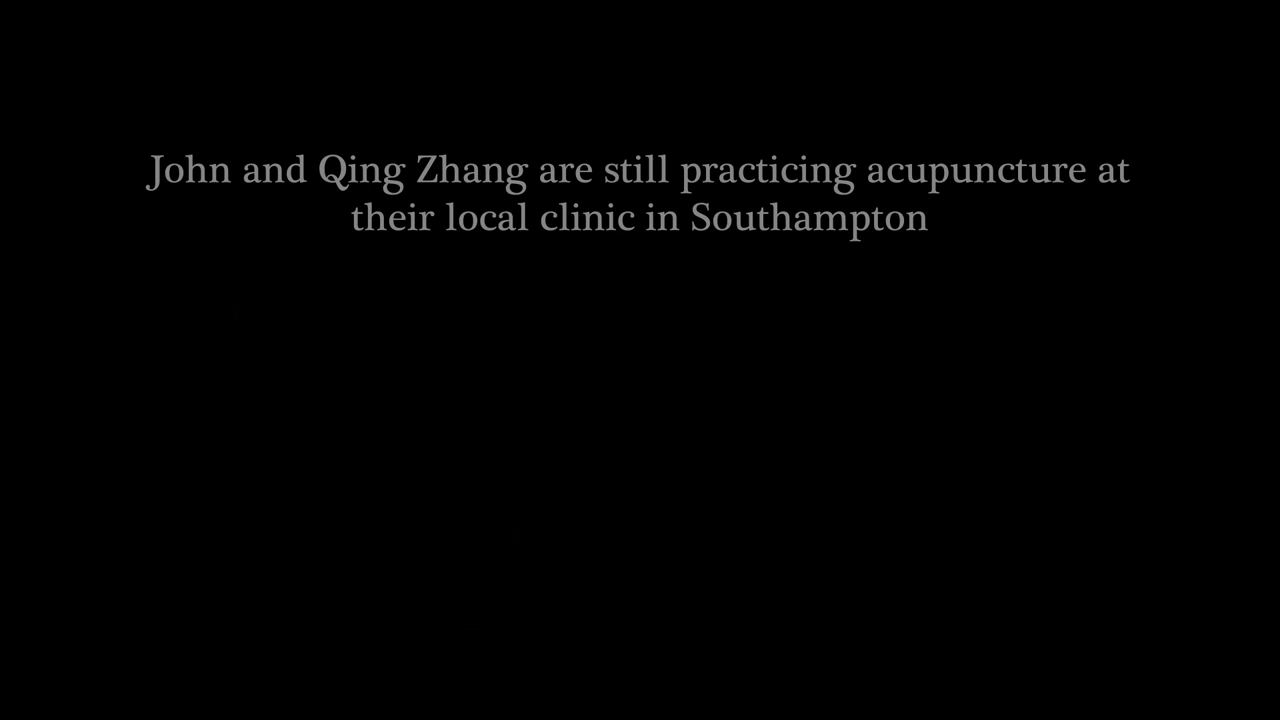 John and Qing Zhang are still practicing acupuncture at
their local clinic in Southampton